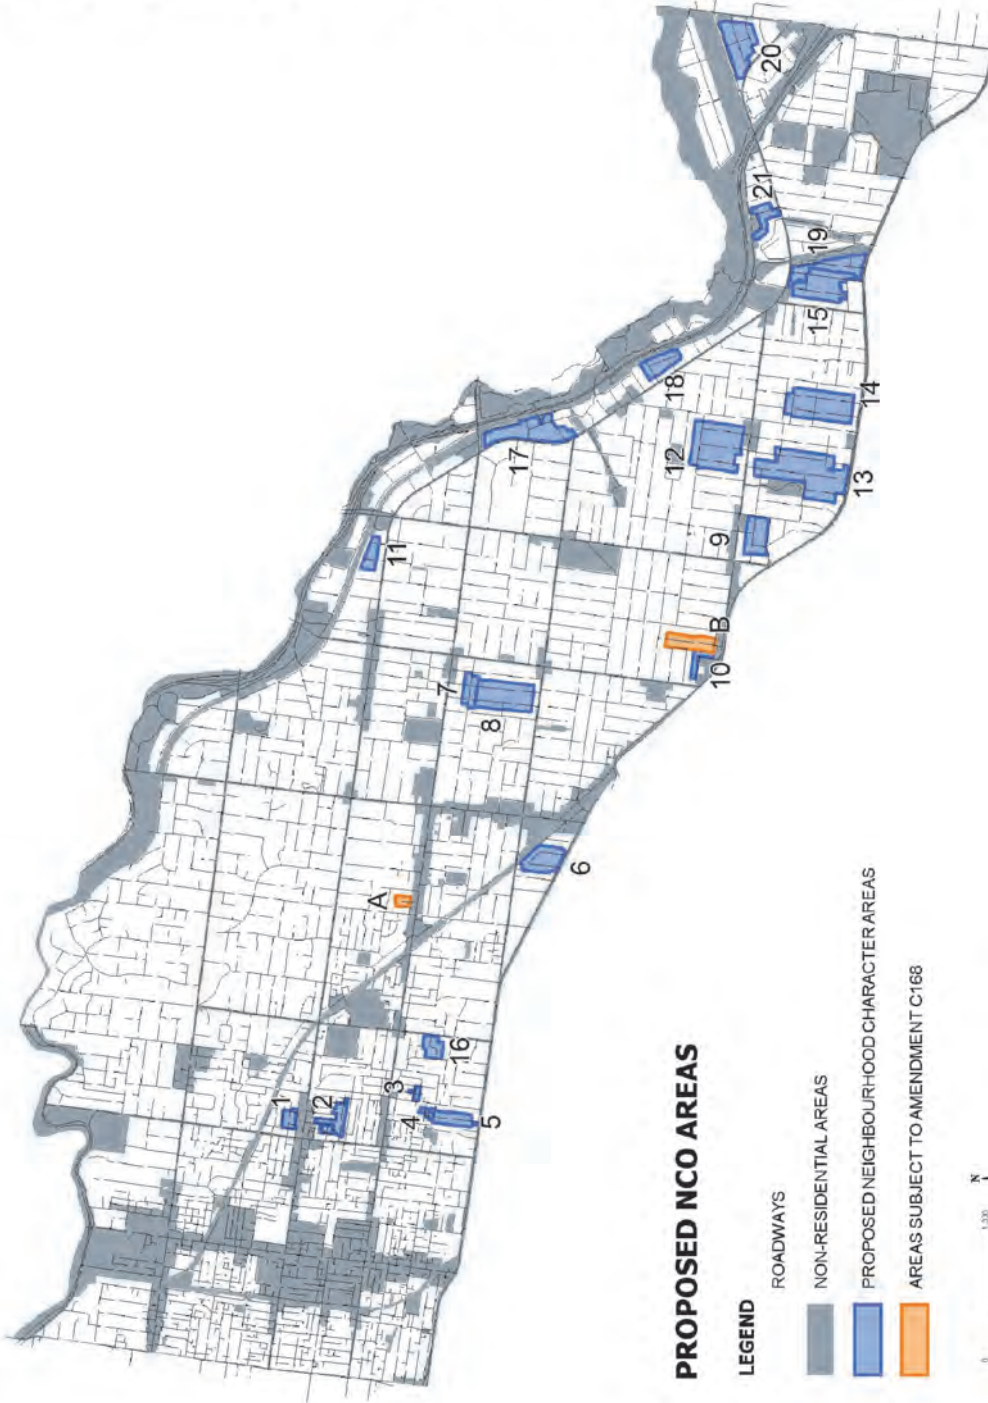 PROPOSED NCO AREAS
LEGEND
ROADWAYS
NON-RESIDENTIAL AREAS
PROPOSED NEIGHBOURHOOD CHARACTER AREAS
AREAS SUBJECT TO AMENDMENT C168
1
2
3
4
5
16
A
6
7
8
11
10
B
9
17
12
13
18
14
15
19
21
20
0
N